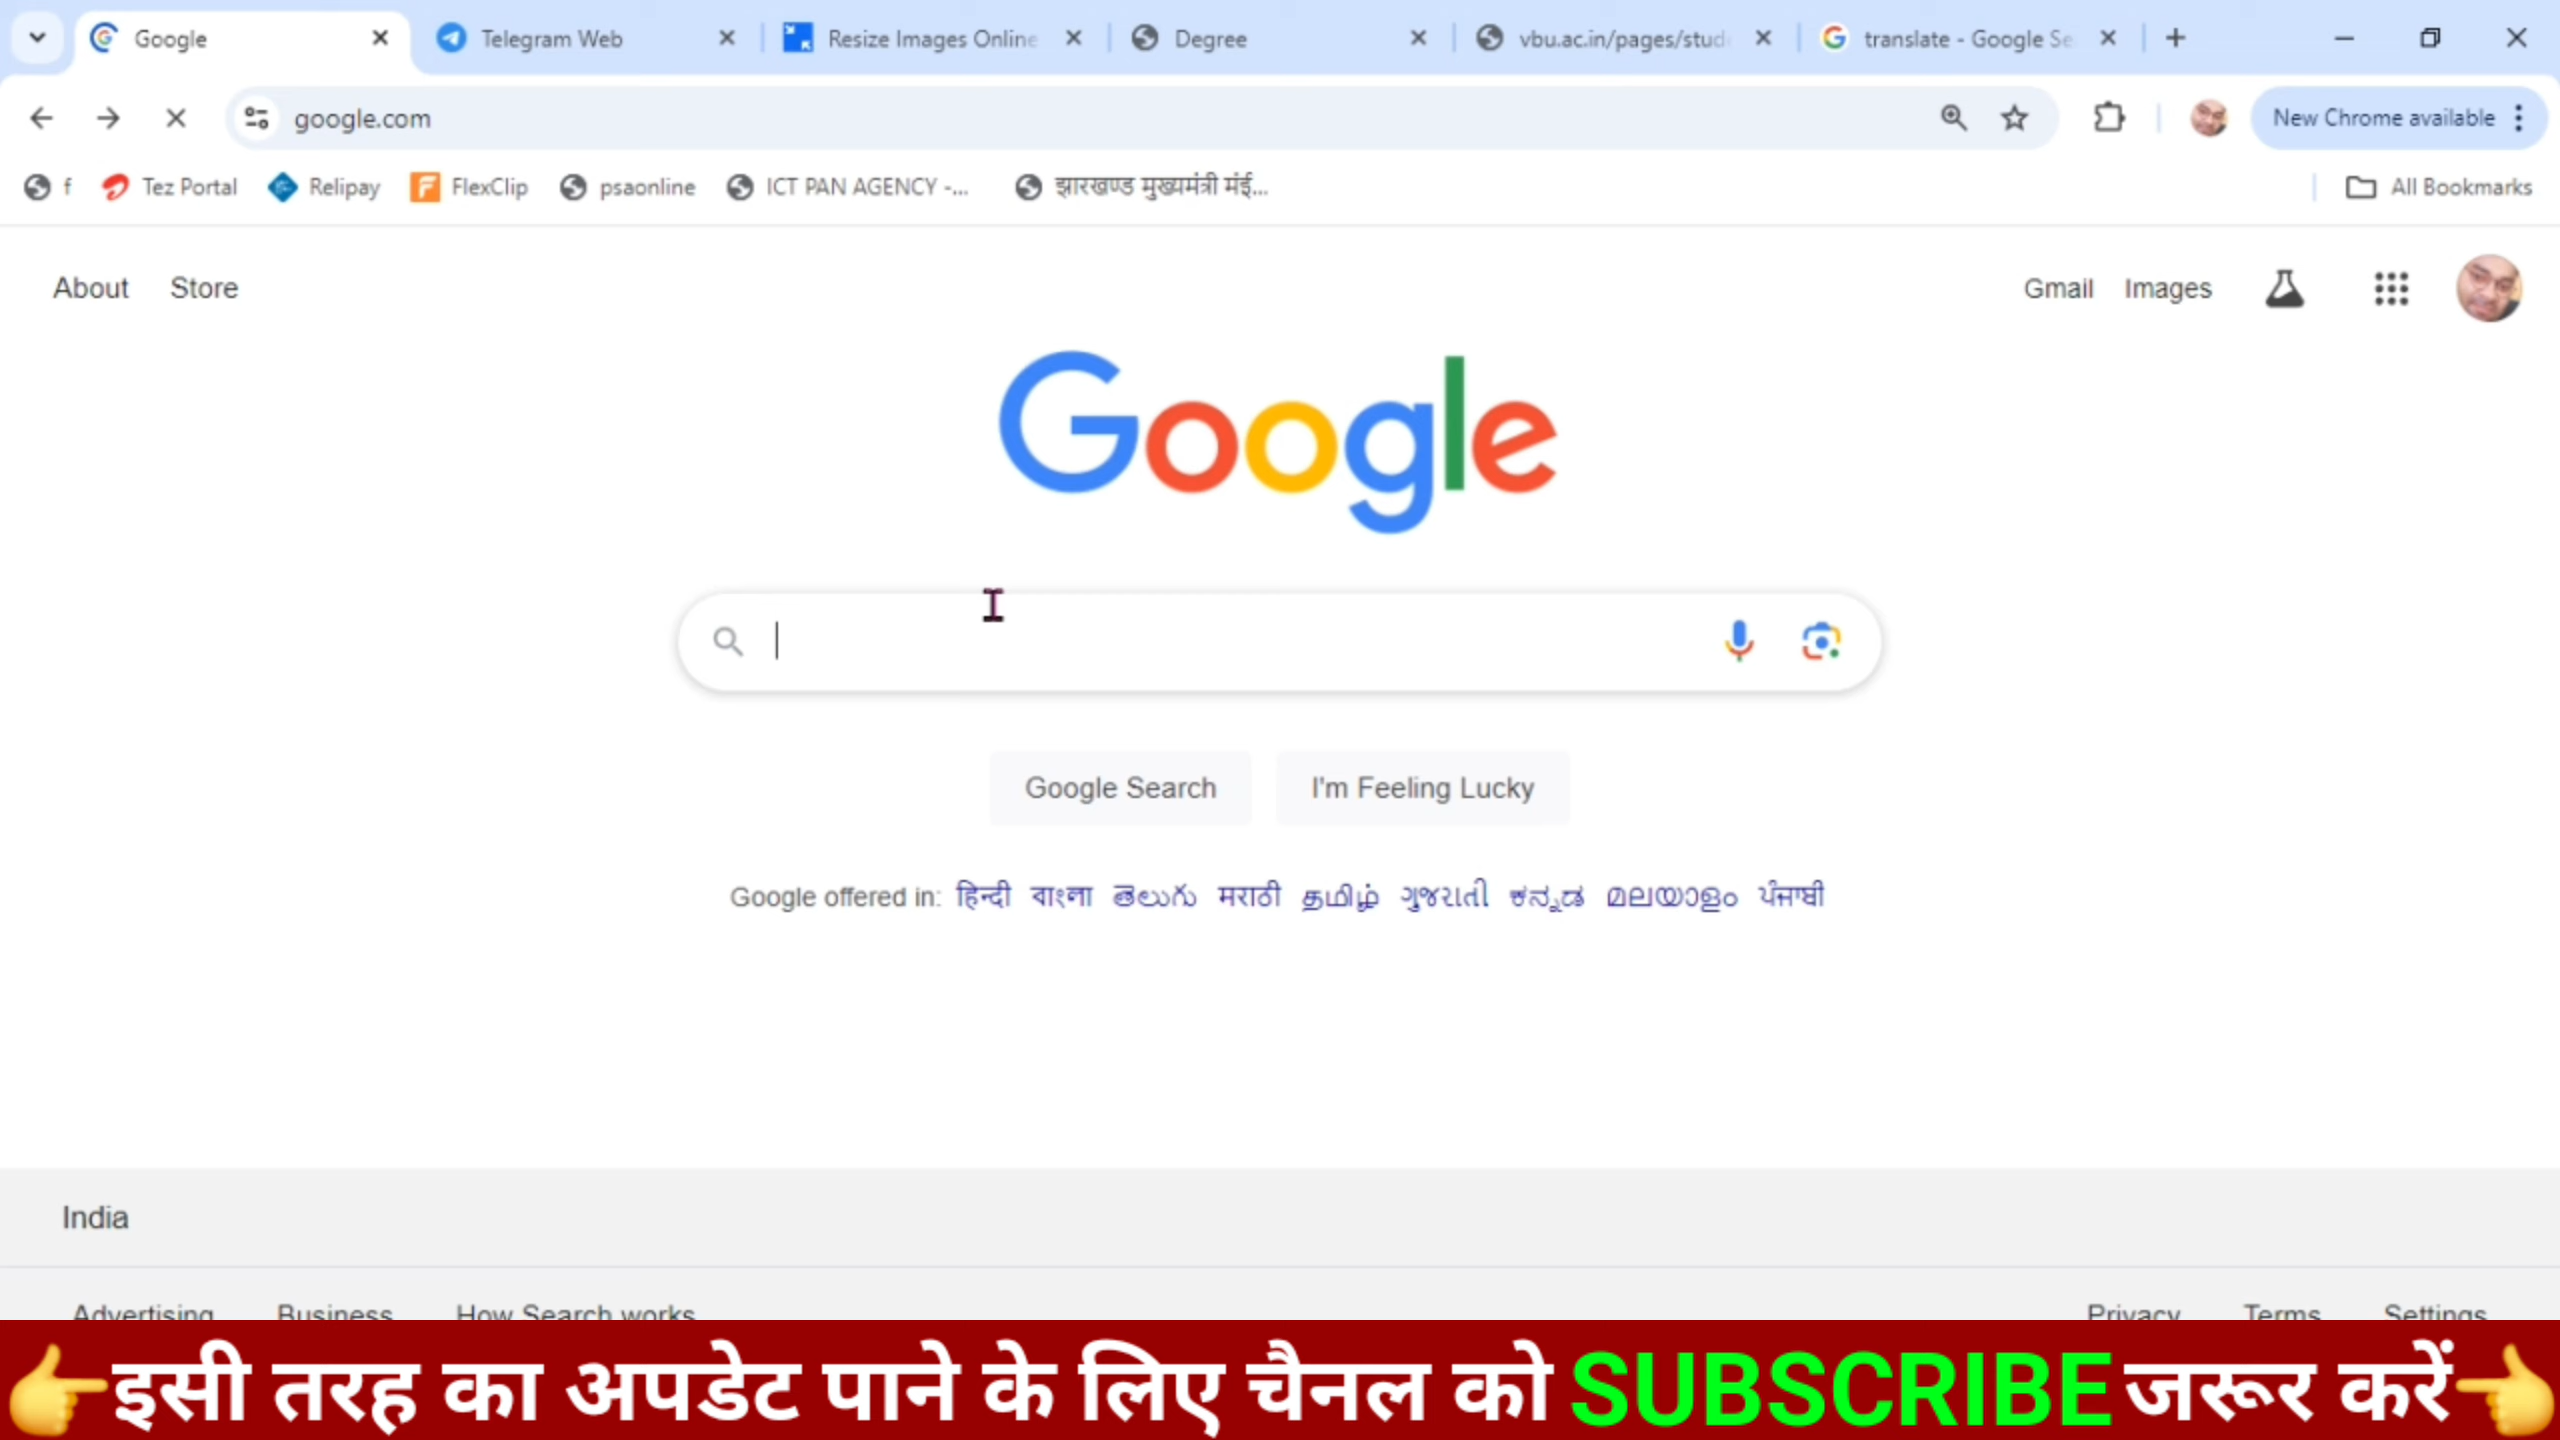 Google
Telegram Web
Resize Images Online
Degree
vbu.ac.in/pages/stud
translate - Google Se
google.com
New Chrome available
f
Tez Portal
Relipay
FlexClip
psaonline
ICT PAN AGENCY -...
झारखण्ड मुख्यमंत्री मंई...
All Bookmarks
About Store
Gmail Images
Google
Google Search
I'm Feeling Lucky
Google offered in: हिन्दी বাংলা తెలుగు मराठी தமிழ் ગુજરાતી ಕನ್ನಡ മലയാളം ਪੰਜਾਬੀ
India
Advertising Business How Search works
Privacy Terms Settings
👉इसी तरह का अपडेट पाने के लिए चैनल को SUBSCRIBE जरूर करें👈